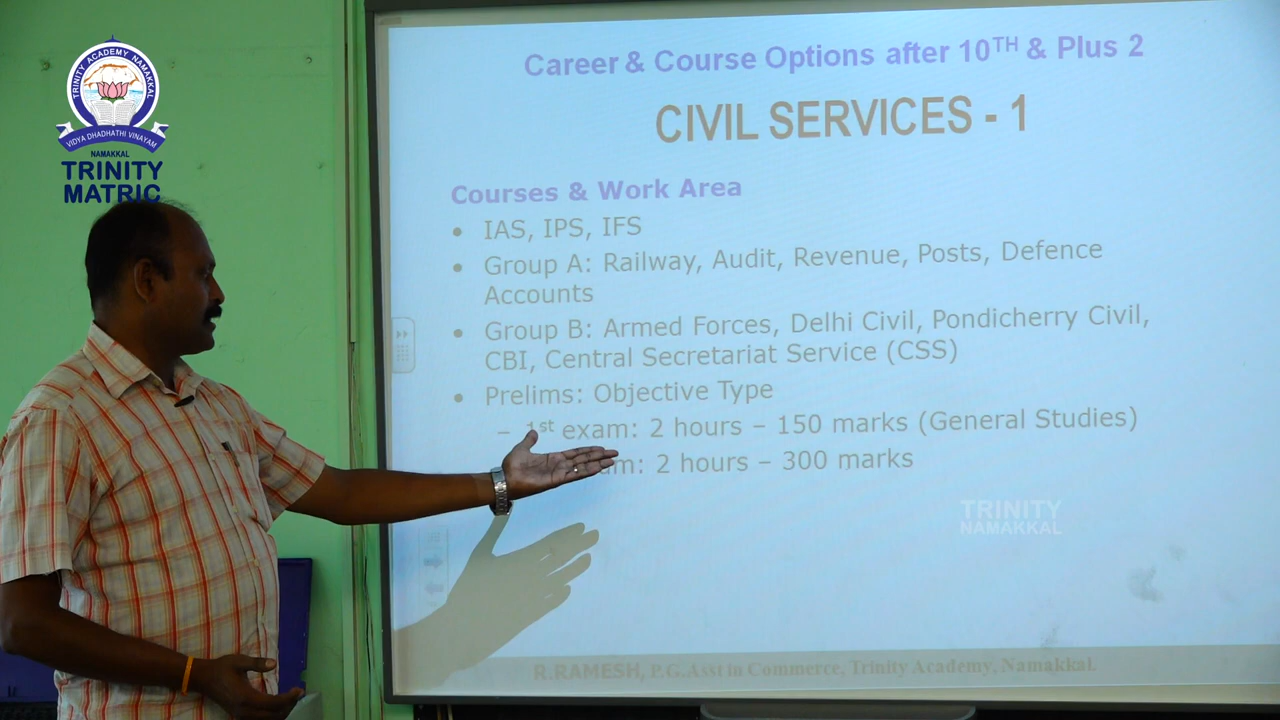 TRINITY ACADEMY NAMAKKAL
VIDYA DHADHATHI VINAYAM
NAMAKKAL
TRINITY
MATRIC
Career & Course Options after 10TH & Plus 2
CIVIL SERVICES - 1
Courses & Work Area
• IAS, IPS, IFS
• Group A: Railway, Audit, Revenue, Posts, Defence
Accounts
• Group B: Armed Forces, Delhi Civil, Pondicherry Civil,
CBI, Central Secretariat Service (CSS)
• Prelims: Objective Type
– 1st exam: 2 hours – 150 marks (General Studies)
2 hours – 300 marks
TRINITY
NAMAKKAL
R.RAMESH, P.G.Asst in Commerce, Trinity Academy, Namakkal.